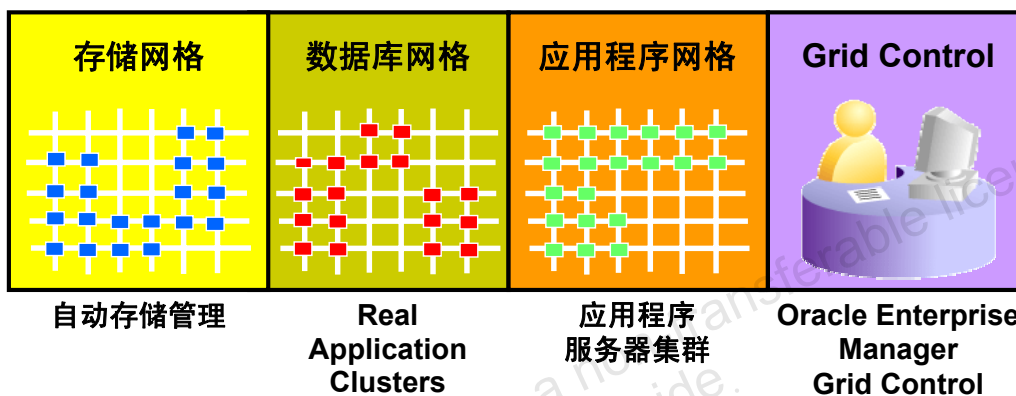 存储网格
数据库网格
应用程序网格
Grid Control
自动存储管理
Real
Application
Clusters
应用程序
服务器集群
Oracle Enterprise
Manager
Grid Control
a non-transferable